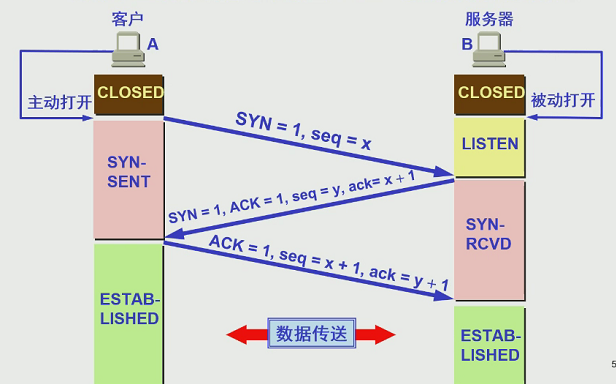 客户
服务器
A
B
CLOSED
CLOSED
主动打开
被动打开
SYN = 1, seq = x
LISTEN
SYN-
SENT
SYN = 1, ACK = 1, seq = y, ack= x + 1
SYN-
RCVD
ACK = 1, seq = x + 1, ack = y + 1
ESTAB-
LISHED
数据传送
ESTAB-
LISHED
5